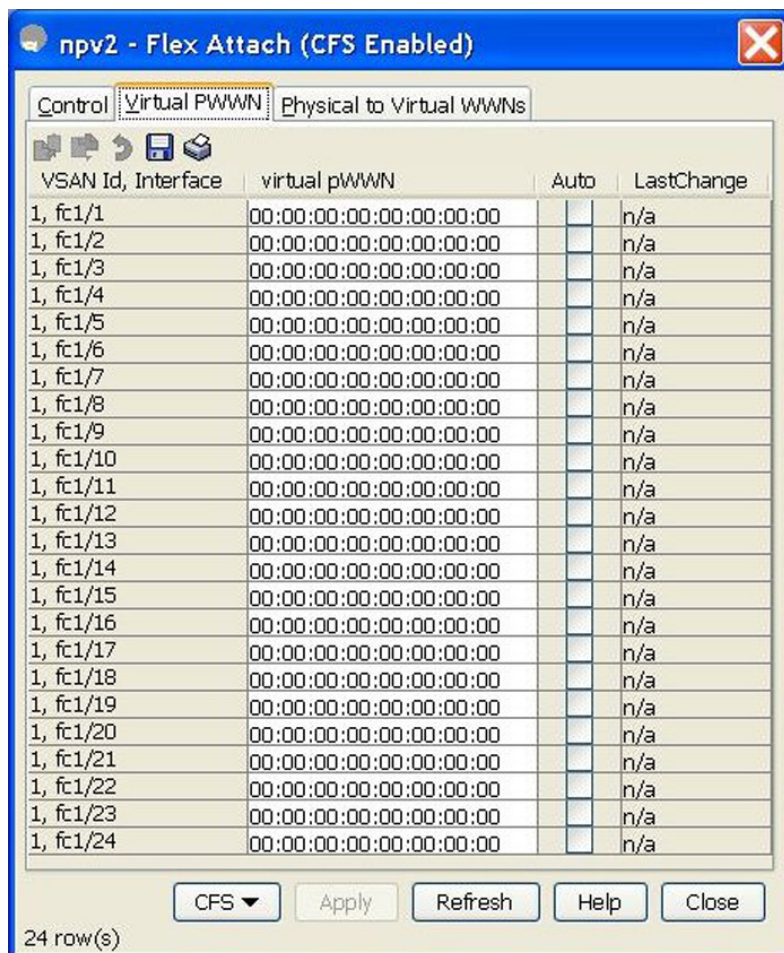 npv2 - Flex Attach (CFS Enabled)
Control Virtual PWWN Physical to Virtual WWNs
VSAN Id, Interface virtual pWWN Auto LastChange
1, fc1/1 00:00:00:00:00:00:00:00 n/a
1, fc1/2 00:00:00:00:00:00:00:00 n/a
1, fc1/3 00:00:00:00:00:00:00:00 n/a
1, fc1/4 00:00:00:00:00:00:00:00 n/a
1, fc1/5 00:00:00:00:00:00:00:00 n/a
1, fc1/6 00:00:00:00:00:00:00:00 n/a
1, fc1/7 00:00:00:00:00:00:00:00 n/a
1, fc1/8 00:00:00:00:00:00:00:00 n/a
1, fc1/9 00:00:00:00:00:00:00:00 n/a
1, fc1/10 00:00:00:00:00:00:00:00 n/a
1, fc1/11 00:00:00:00:00:00:00:00 n/a
1, fc1/12 00:00:00:00:00:00:00:00 n/a
1, fc1/13 00:00:00:00:00:00:00:00 n/a
1, fc1/14 00:00:00:00:00:00:00:00 n/a
1, fc1/15 00:00:00:00:00:00:00:00 n/a
1, fc1/16 00:00:00:00:00:00:00:00 n/a
1, fc1/17 00:00:00:00:00:00:00:00 n/a
1, fc1/18 00:00:00:00:00:00:00:00 n/a
1, fc1/19 00:00:00:00:00:00:00:00 n/a
1, fc1/20 00:00:00:00:00:00:00:00 n/a
1, fc1/21 00:00:00:00:00:00:00:00 n/a
1, fc1/22 00:00:00:00:00:00:00:00 n/a
1, fc1/23 00:00:00:00:00:00:00:00 n/a
1, fc1/24 00:00:00:00:00:00:00:00 n/a
CFS Apply Refresh Help Close
24 row(s)